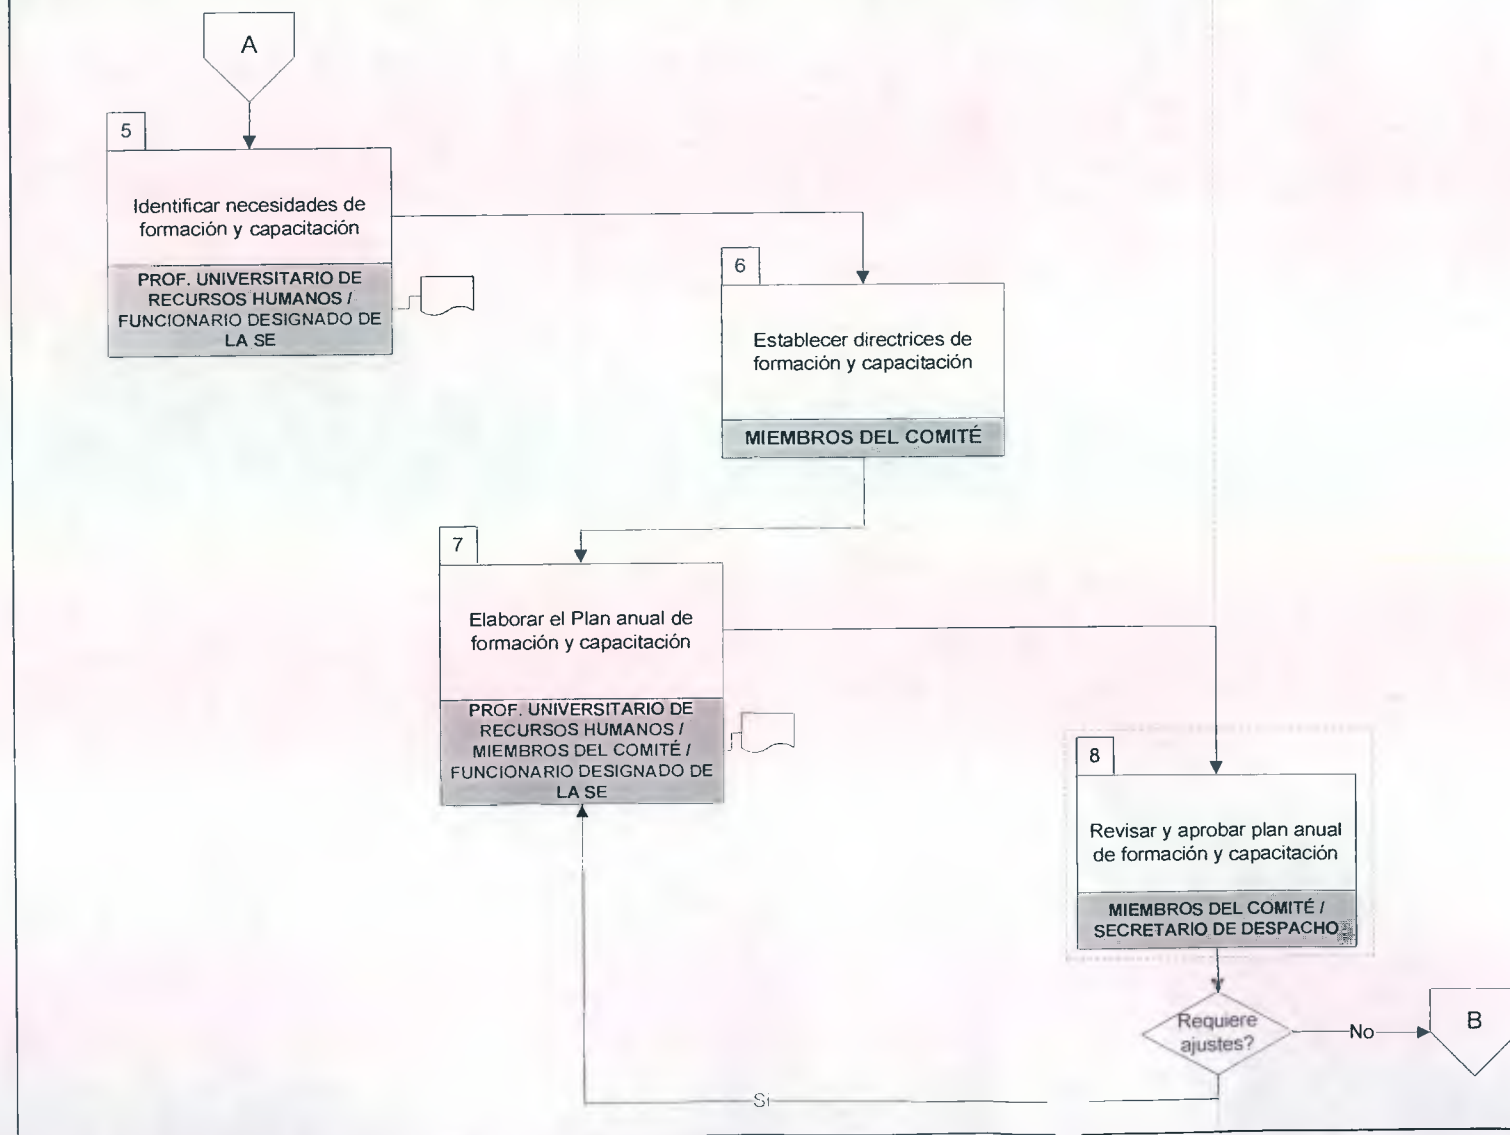 A
5
Identificar necesidades de
formación y capacitación
PROF. UNIVERSITARIO DE
RECURSOS HUMANOS /
FUNCIONARIO DESIGNADO DE
LA SE
6
Establecer directrices de
formación y capacitación
MIEMBROS DEL COMITÉ
7
Elaborar el Plan anual de
formación y capacitación
PROF. UNIVERSITARIO DE
RECURSOS HUMANOS /
MIEMBROS DEL COMITÉ /
FUNCIONARIO DESIGNADO DE
LA SE
8
Revisar y aprobar plan anual
de formación y capacitación
MIEMBROS DEL COMITÉ /
SECRETARIO DE DESPACHO
Requiere
ajustes?
No
B
Si